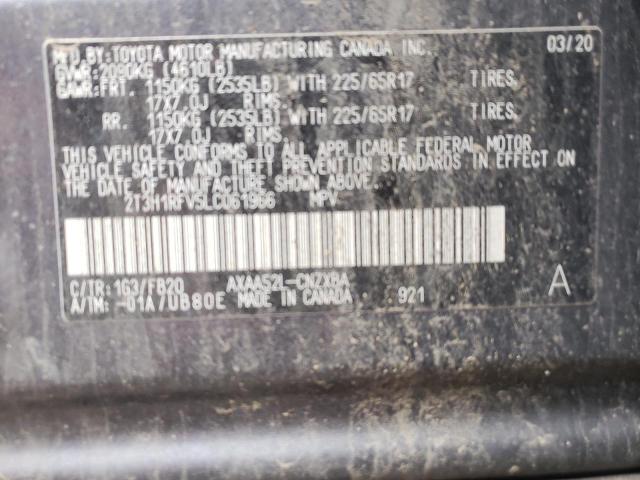 MFD.BY: TOYOTA MOTOR MANUFACTURING CANADA, INC. 03/20
GVWR: 2090KG (4610LB)
GAWR: FRT. 1150KG (2535LB) WITH 225/65R17 TIRES.
17X7.0J RIMS
RR. 1150KG (2535LB) WITH 225/65R17 TIRES.
17X7.0J RIMS
THIS VEHICLE CONFORMS TO ALL APPLICABLE FEDERAL MOTOR
VEHICLE SAFETY AND THEFT PREVENTION STANDARDS IN EFFECT ON
THE DATE OF MANUFACTURE SHOWN ABOVE.
2T3H1RFV5LC061966 MPV
C/TR: 1G3/FB20 AXAA52L-CNZXBA A
A/TM: -01A/UB80E MADE IN CANADA 921